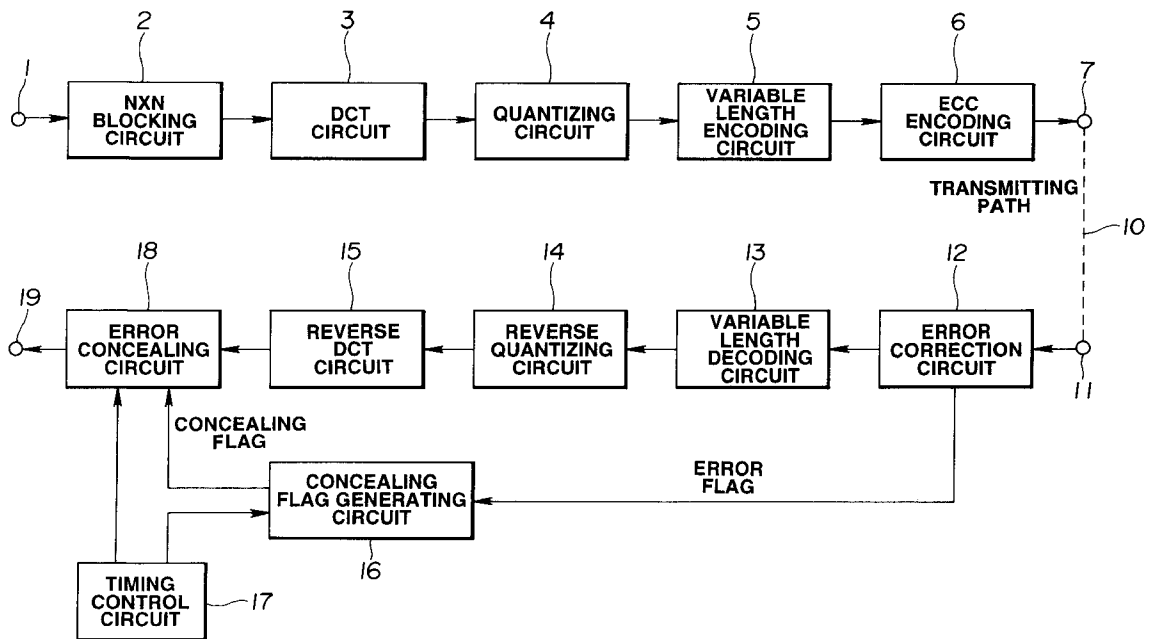 1
2
3
4
5
6
7
NXN
BLOCKING
CIRCUIT
DCT
CIRCUIT
QUANTIZING
CIRCUIT
VARIABLE
LENGTH
ENCODING
CIRCUIT
ECC
ENCODING
CIRCUIT
TRANSMITTING
PATH
10
18
15
14
13
12
19
ERROR
CONCEALING
CIRCUIT
REVERSE
DCT
CIRCUIT
REVERSE
QUANTIZING
CIRCUIT
VARIABLE
LENGTH
DECODING
CIRCUIT
ERROR
CORRECTION
CIRCUIT
11
CONCEALING
FLAG
CONCEALING
FLAG GENERATING
CIRCUIT
ERROR
FLAG
16
TIMING
CONTROL
CIRCUIT
17